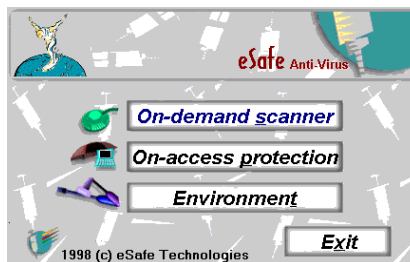 eSafe Anti-Virus
On-demand scanner
On-access protection
Environment
Exit
1998 (c) eSafe Technologies